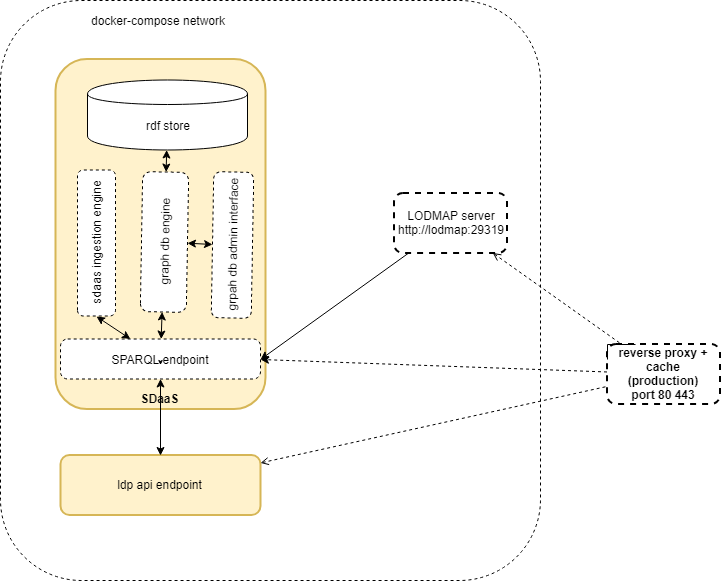 docker-compose network
rdf store
sdaas ingestion engine
graph db engine
grpah db admin interface
SPARQL endpoint
SDaaS
ldp api endpoint
LODMAP server
http://lodmap:29319
reverse proxy +
cache
(production)
port 80 443